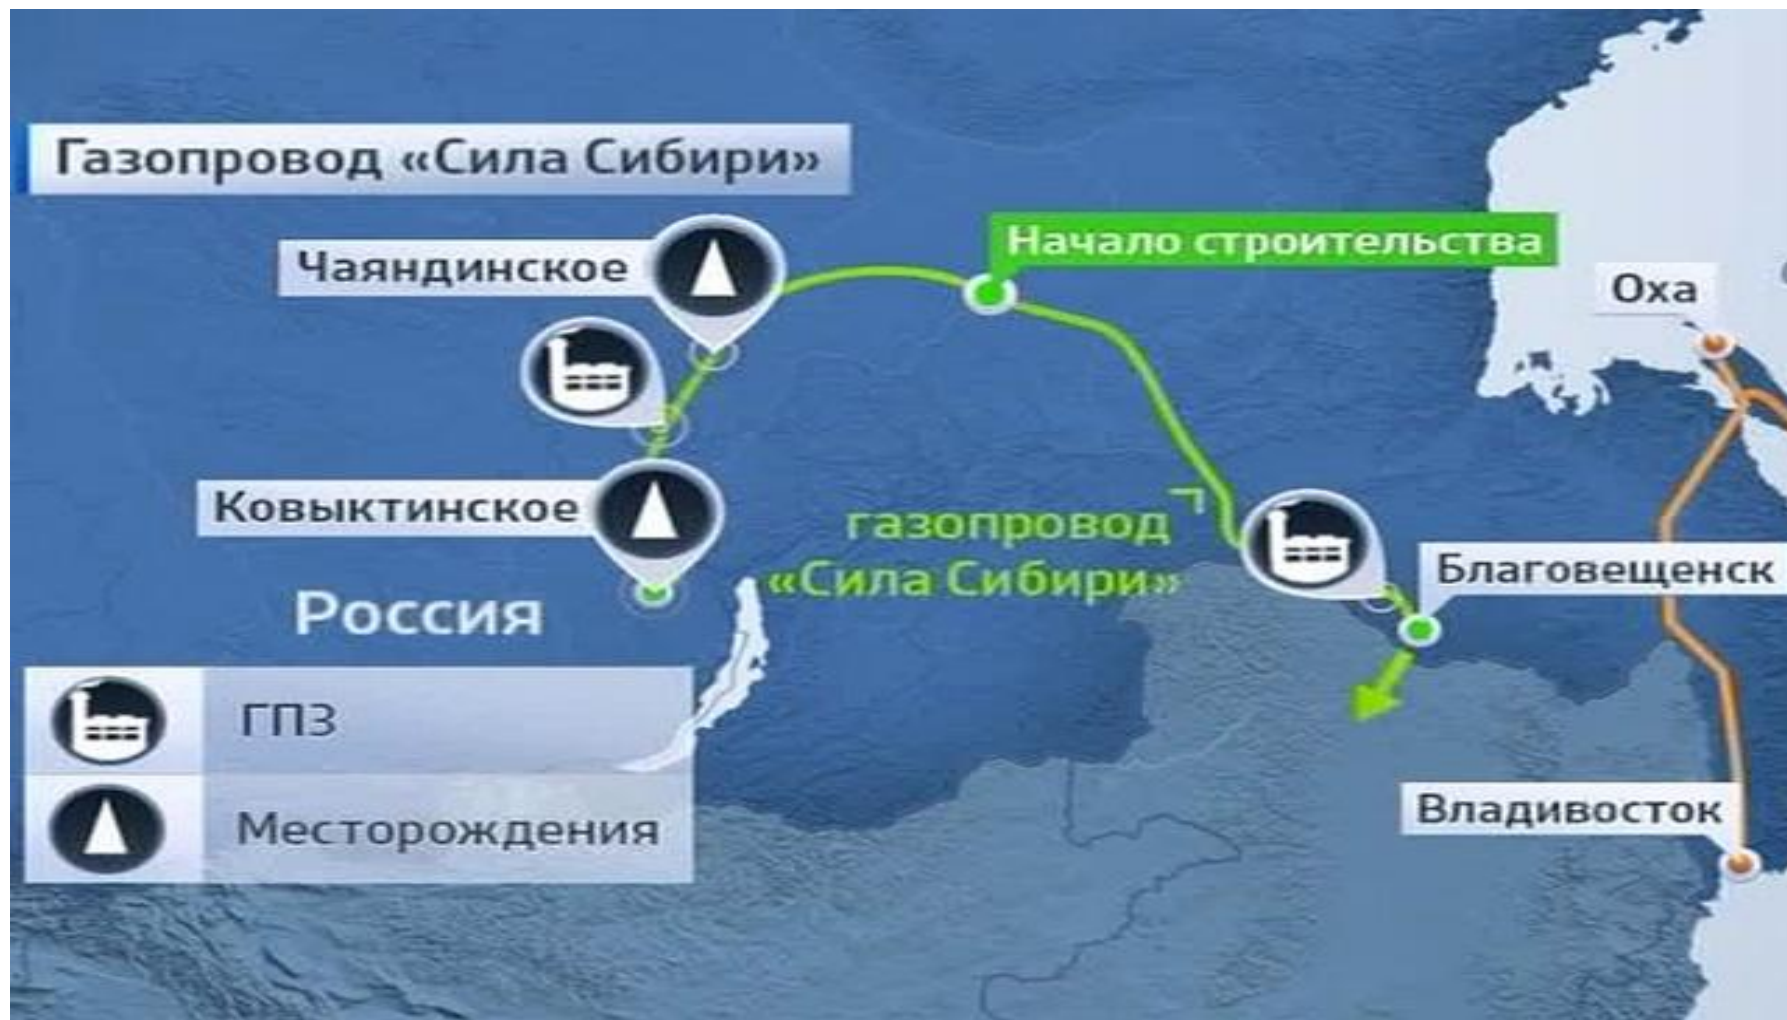 Газопровод «Сила Сибири»
Начало строительства
Чаяндинское
Оха
Ковыктинское
газопровод
«Сила Сибири»
Благовещенск
Россия
ГПЗ
Месторождения
Владивосток